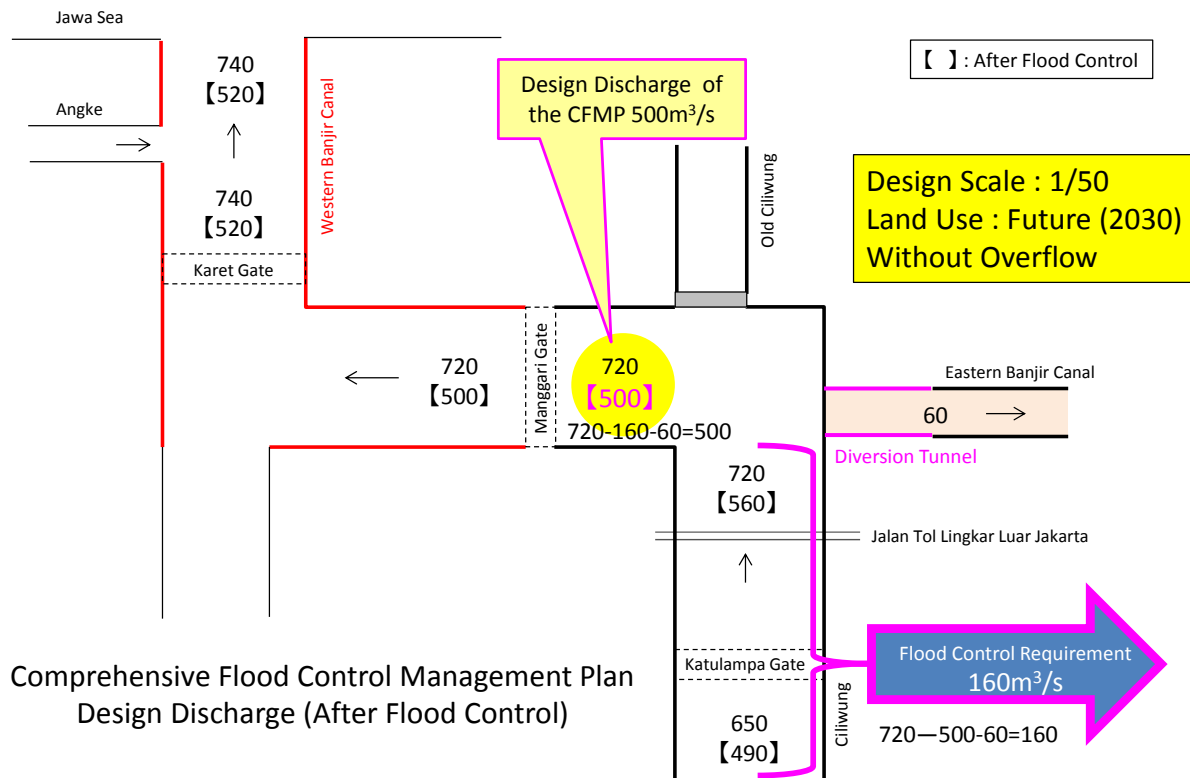 Jawa Sea
740
【520】
Angke
740
【520】
Karet Gate
Western Banjir Canal
Design Discharge of
the CFMP 500m³/s
【 】: After Flood Control
Old Ciliwung
Design Scale : 1/50
Land Use : Future (2030)
Without Overflow
720
【500】
Manggari Gate
720
【500】
720-160-60=500
Eastern Banjir Canal
60
Diversion Tunnel
720
【560】
Jalan Tol Lingkar Luar Jakarta
Katulampa Gate
Flood Control Requirement
160m³/s
Comprehensive Flood Control Management Plan
Design Discharge (After Flood Control)
650
【490】
Ciliwung
720—500-60=160